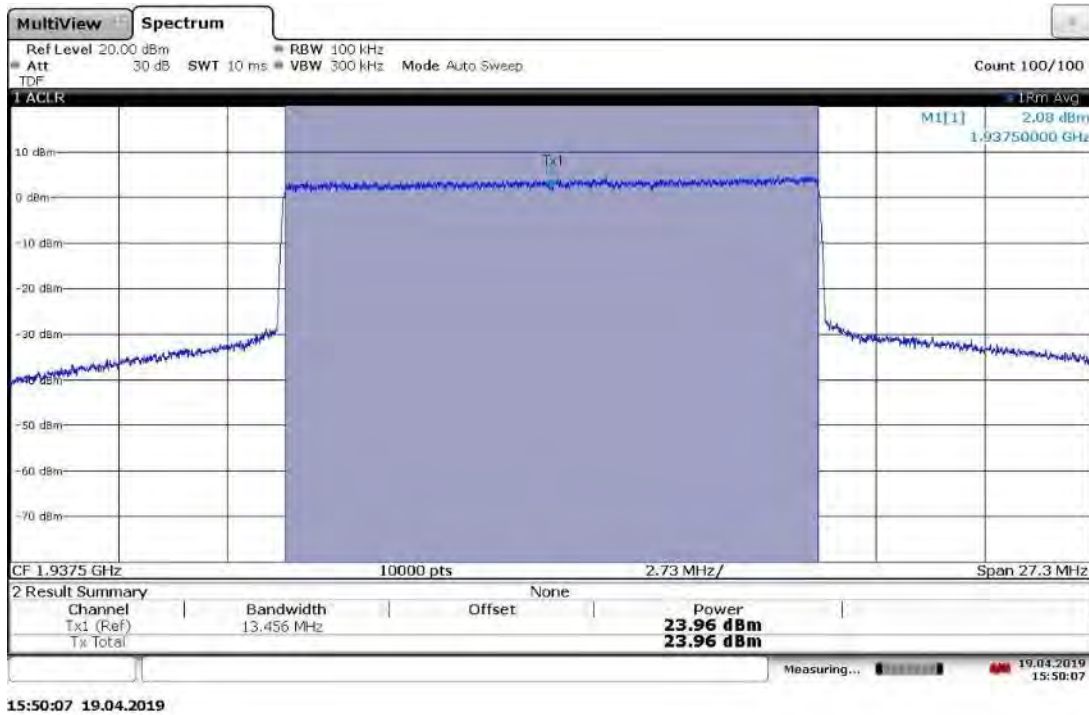 MultiView Spectrum
Ref Level 20.00 dBm RBW 100 kHz
Att 30 dB SWT 10 ms VBW 300 kHz Mode Auto Sweep Count 100/100
TDF
1 ACLR 1Rm Avg
M1[1] 2.08 dBm
1.93750000 GHz
10 dBm
Tx1
0 dBm
-10 dBm
-20 dBm
-30 dBm
-40 dBm
-50 dBm
-60 dBm
-70 dBm
CF 1.9375 GHz 10000 pts 2.73 MHz/ Span 27.3 MHz
2 Result Summary None
Channel Bandwidth Offset Power
Tx1 (Ref) 13.456 MHz 23.96 dBm
Tx Total 23.96 dBm
Measuring... 19.04.2019
15:50:07
15:50:07 19.04.2019